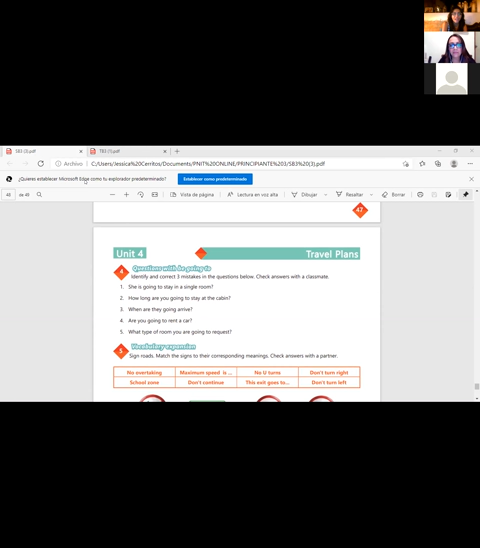 SB3 (3).pdf
TB3 (1).pdf
Archivo
C:/Users/Jessica%20Cerritos/Documents/PNIT%20ONLINE/PRINCIPIANTE%203/SB3%20(3).pdf
¿Quieres establecer Microsoft Edge como tu explorador predeterminado?
Establecer como predeterminado
48
de 45
Vista de página
Lectura en voz alta
Dibujar
Resaltar
Borrar
47
Unit 4
Travel Plans
4.
Questions with be going to
Identify and correct 3 mistakes in the questions below. Check answers with a classmate.
1. She is going to stay in a single room?
2. How long are you going to stay at the cabin?
3. When are they going arrive?
4. Are you going to rent a car?
5. What type of room you are going to request?
5.
Vocabulary expansion
Sign roads. Match the signs to their corresponding meanings. Check answers with a partner.
No overtaking
Maximum speed is ...
No U turns
Don't turn right
School zone
Don't continue
This exit goes to...
Don't turn left